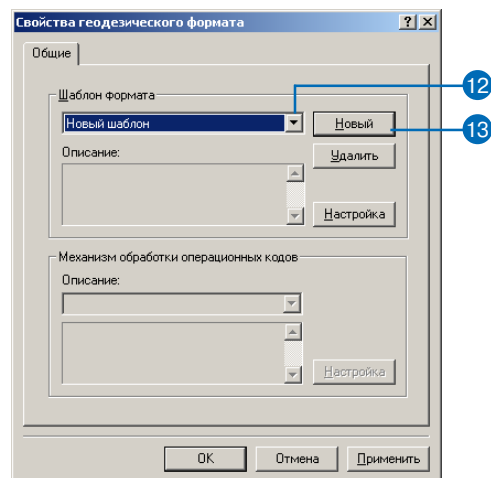 Свойства геодезического формата
Общие
Шаблон формата
12
Новый шаблон
Новый
13
Описание:
Удалить
Настройка
Механизм обработки операционных кодов
Описание:
Настройка
OK
Отмена
Применить